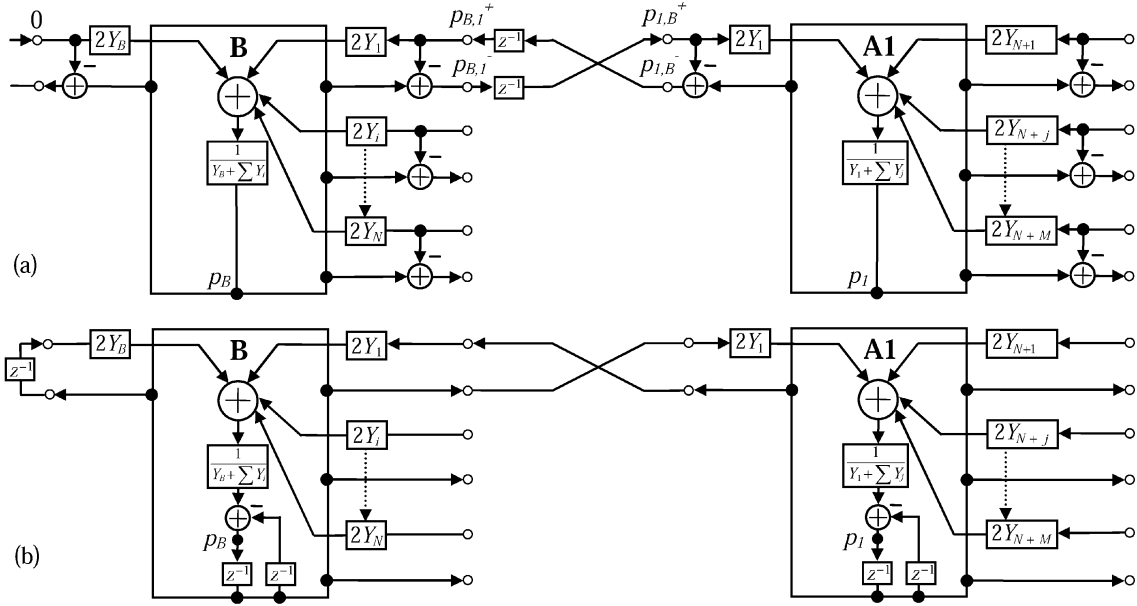 0 2Y_B B 2Y_1 p_{B,1}^+ z^{-1} p_{1,B}^+ 2Y_1 A1 2Y_{N+1}
− − p_{B,1}^- z^{-1} p_{1,B}^- − −
2Y_i 2Y_{N+j}
1/(Y_B+∑Y_i) − 1/(Y_1+∑Y_j) −
2Y_N 2Y_{N+M}
(a) p_B − p_1 −
2Y_B B 2Y_1 2Y_1 A1 2Y_{N+1}
z^{-1}
2Y_i 2Y_{N+j}
1/(Y_B+∑Y_i) 1/(Y_1+∑Y_j)
− −
(b) p_B 2Y_N p_1 2Y_{N+M}
z^{-1} z^{-1} z^{-1} z^{-1}